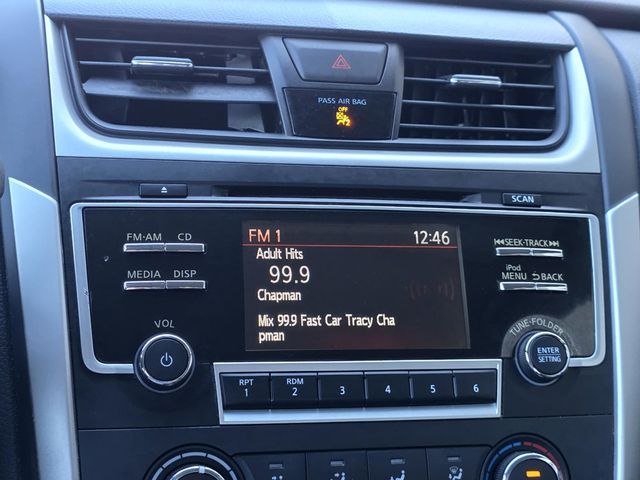 PASS AIR BAG
OFF
2
SCAN
FM·AM CD
FM 1 12:46
SEEK·TRACK
Adult Hits
99.9
MEDIA DISP
iPod
MENU BACK
Chapman
Mix 99.9 Fast Car Tracy Cha
pman
VOL
TUNE·FOLDER
ENTER
SETTING
RPT RDM
1 2 3 4 5 6